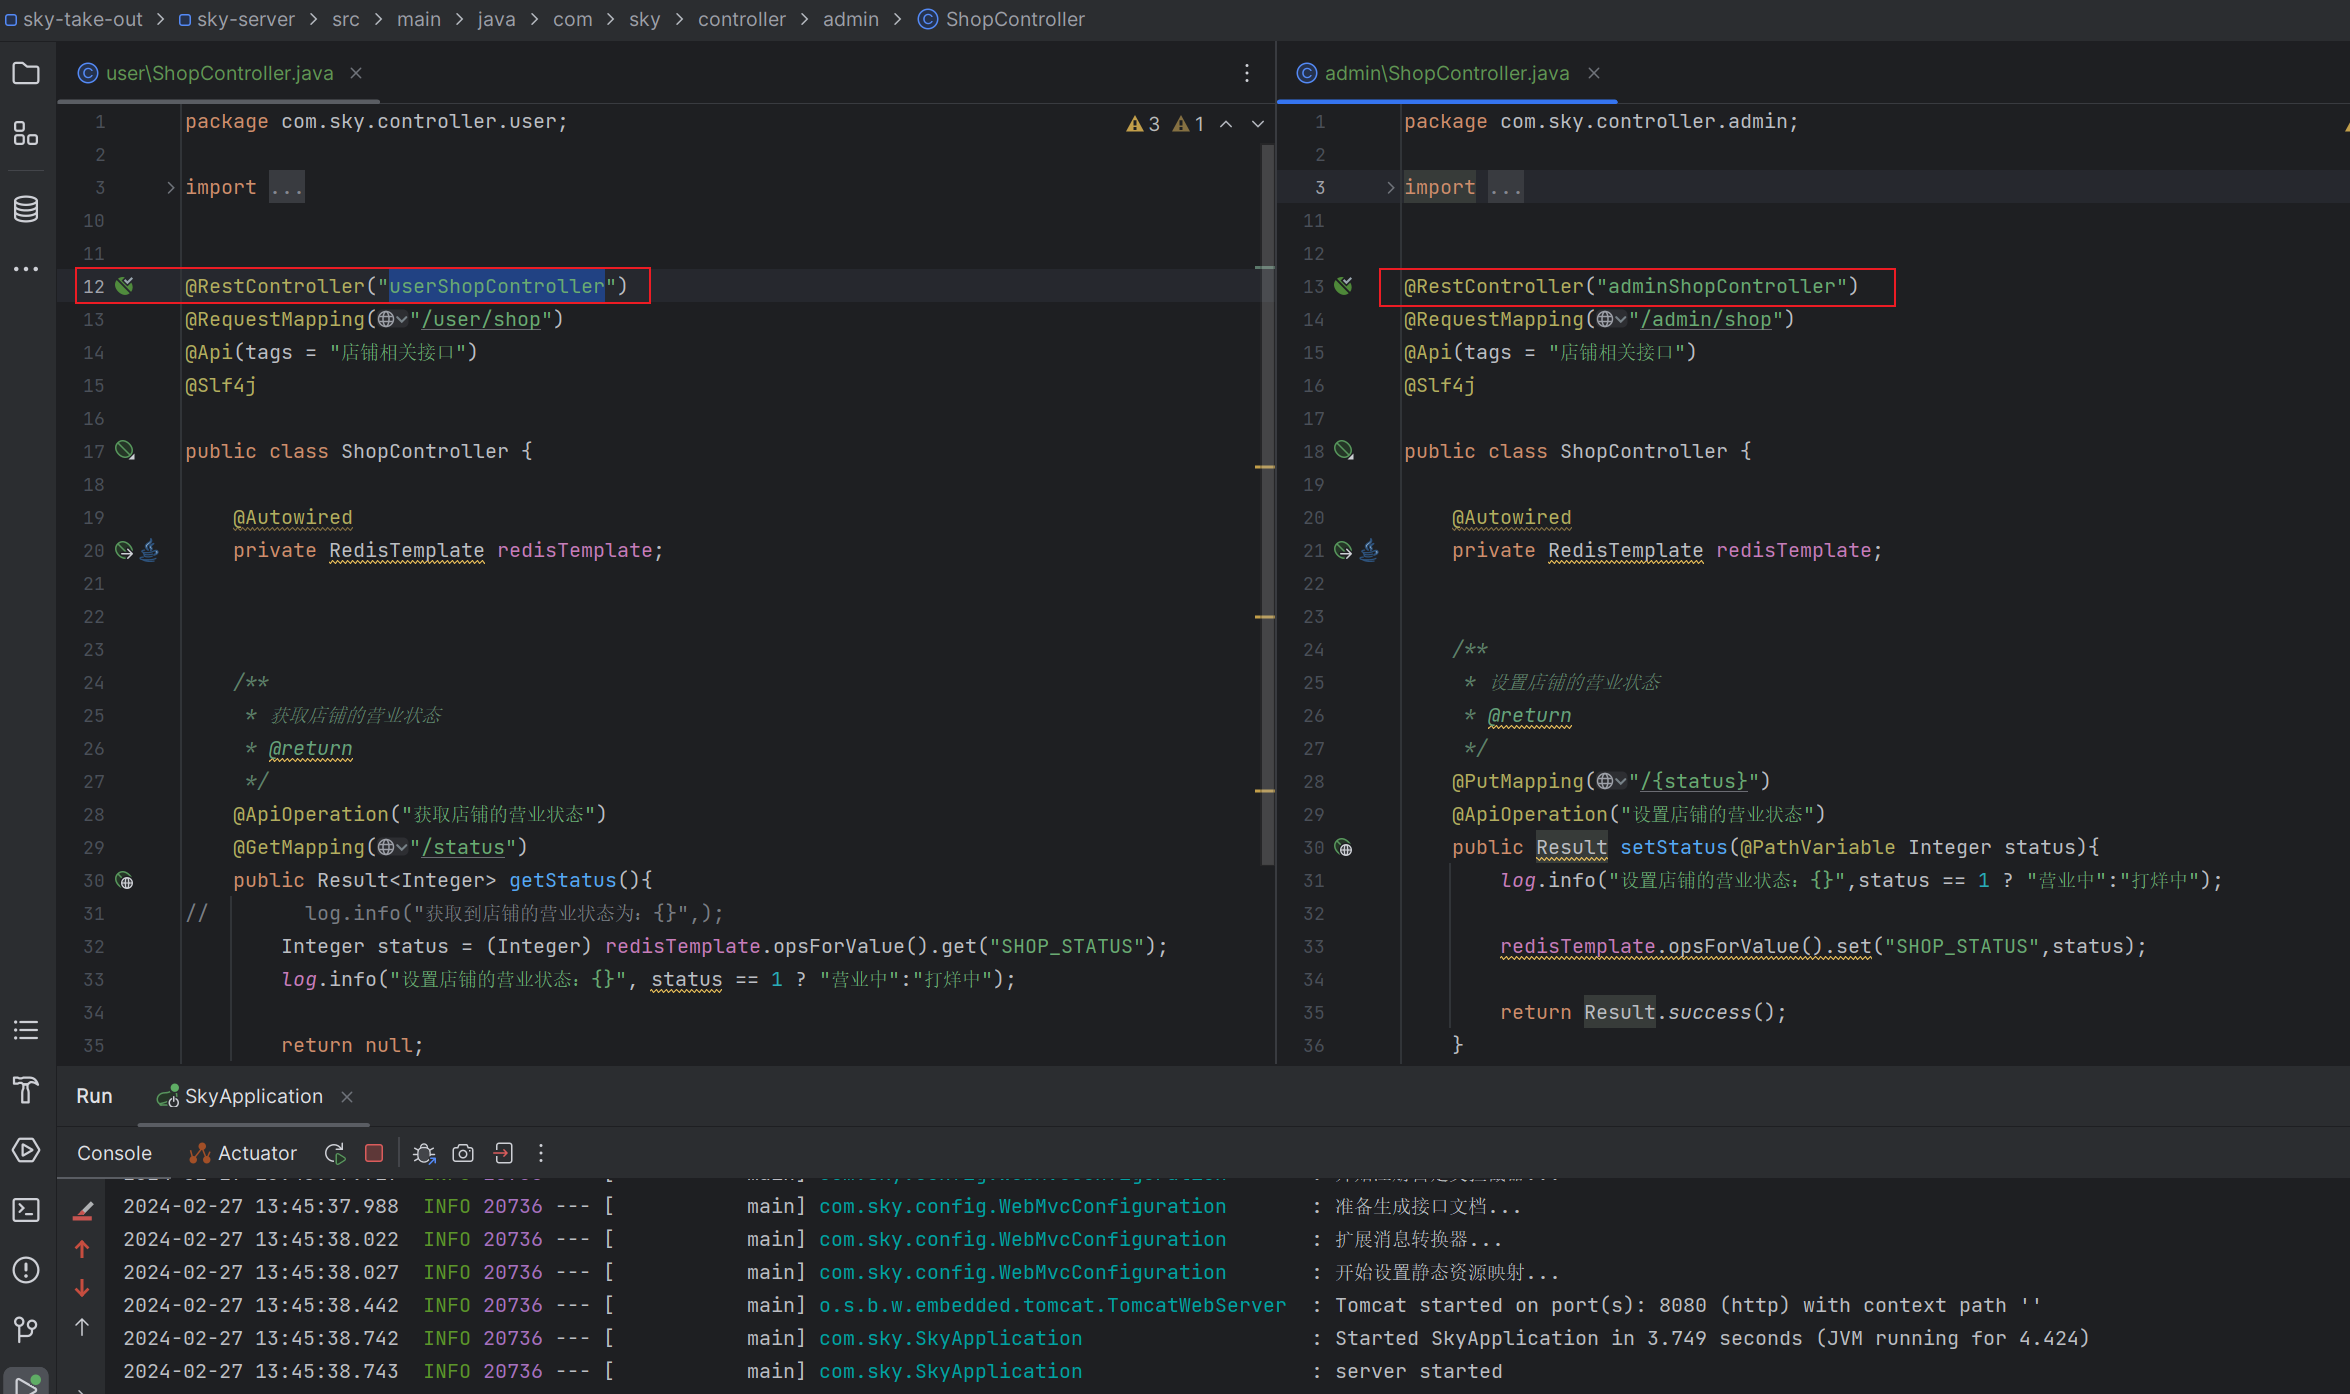 sky-take-out > sky-server > src > main > java > com > sky > controller > admin > ShopController
user\ShopController.java
1 package com.sky.controller.user;
3 1
2
3 import ...
10
11
12 @RestController("userShopController")
13 @RequestMapping("/user/shop")
14 @Api(tags = "店铺相关接口")
15 @Slf4j
16
17 public class ShopController {
18
19 @Autowired
20 private RedisTemplate redisTemplate;
21
22
23
24 /**
25 * 获取店铺的营业状态
26 * @return
27 */
28 @ApiOperation("获取店铺的营业状态")
29 @GetMapping("/status")
30 public Result<Integer> getStatus(){
31 // log.info("获取到店铺的营业状态为：{}",);
32 Integer status = (Integer) redisTemplate.opsForValue().get("SHOP_STATUS");
33 log.info("设置店铺的营业状态：{}", status == 1 ? "营业中":"打烊中");
34
35 return null;
admin\ShopController.java
1 package com.sky.controller.admin;
2
3 import ...
11
12
13 @RestController("adminShopController")
14 @RequestMapping("/admin/shop")
15 @Api(tags = "店铺相关接口")
16 @Slf4j
17
18 public class ShopController {
19
20 @Autowired
21 private RedisTemplate redisTemplate;
22
23
24 /**
25 * 设置店铺的营业状态
26 * @return
27 */
28 @PutMapping("/{status}")
29 @ApiOperation("设置店铺的营业状态")
30 public Result setStatus(@PathVariable Integer status){
31 log.info("设置店铺的营业状态：{}",status == 1 ? "营业中":"打烊中");
32
33 redisTemplate.opsForValue().set("SHOP_STATUS",status);
34
35 return Result.success();
36 }
Run SkyApplication
Console Actuator
2024-02-27 13:45:37.988 INFO 20736 --- [ main] com.sky.config.WebMvcConfiguration : 准备生成接口文档...
2024-02-27 13:45:38.022 INFO 20736 --- [ main] com.sky.config.WebMvcConfiguration : 扩展消息转换器...
2024-02-27 13:45:38.027 INFO 20736 --- [ main] com.sky.config.WebMvcConfiguration : 开始设置静态资源映射...
2024-02-27 13:45:38.442 INFO 20736 --- [ main] o.s.b.w.embedded.tomcat.TomcatWebServer : Tomcat started on port(s): 8080 (http) with context path ''
2024-02-27 13:45:38.742 INFO 20736 --- [ main] com.sky.SkyApplication : Started SkyApplication in 3.749 seconds (JVM running for 4.424)
2024-02-27 13:45:38.743 INFO 20736 --- [ main] com.sky.SkyApplication : server started